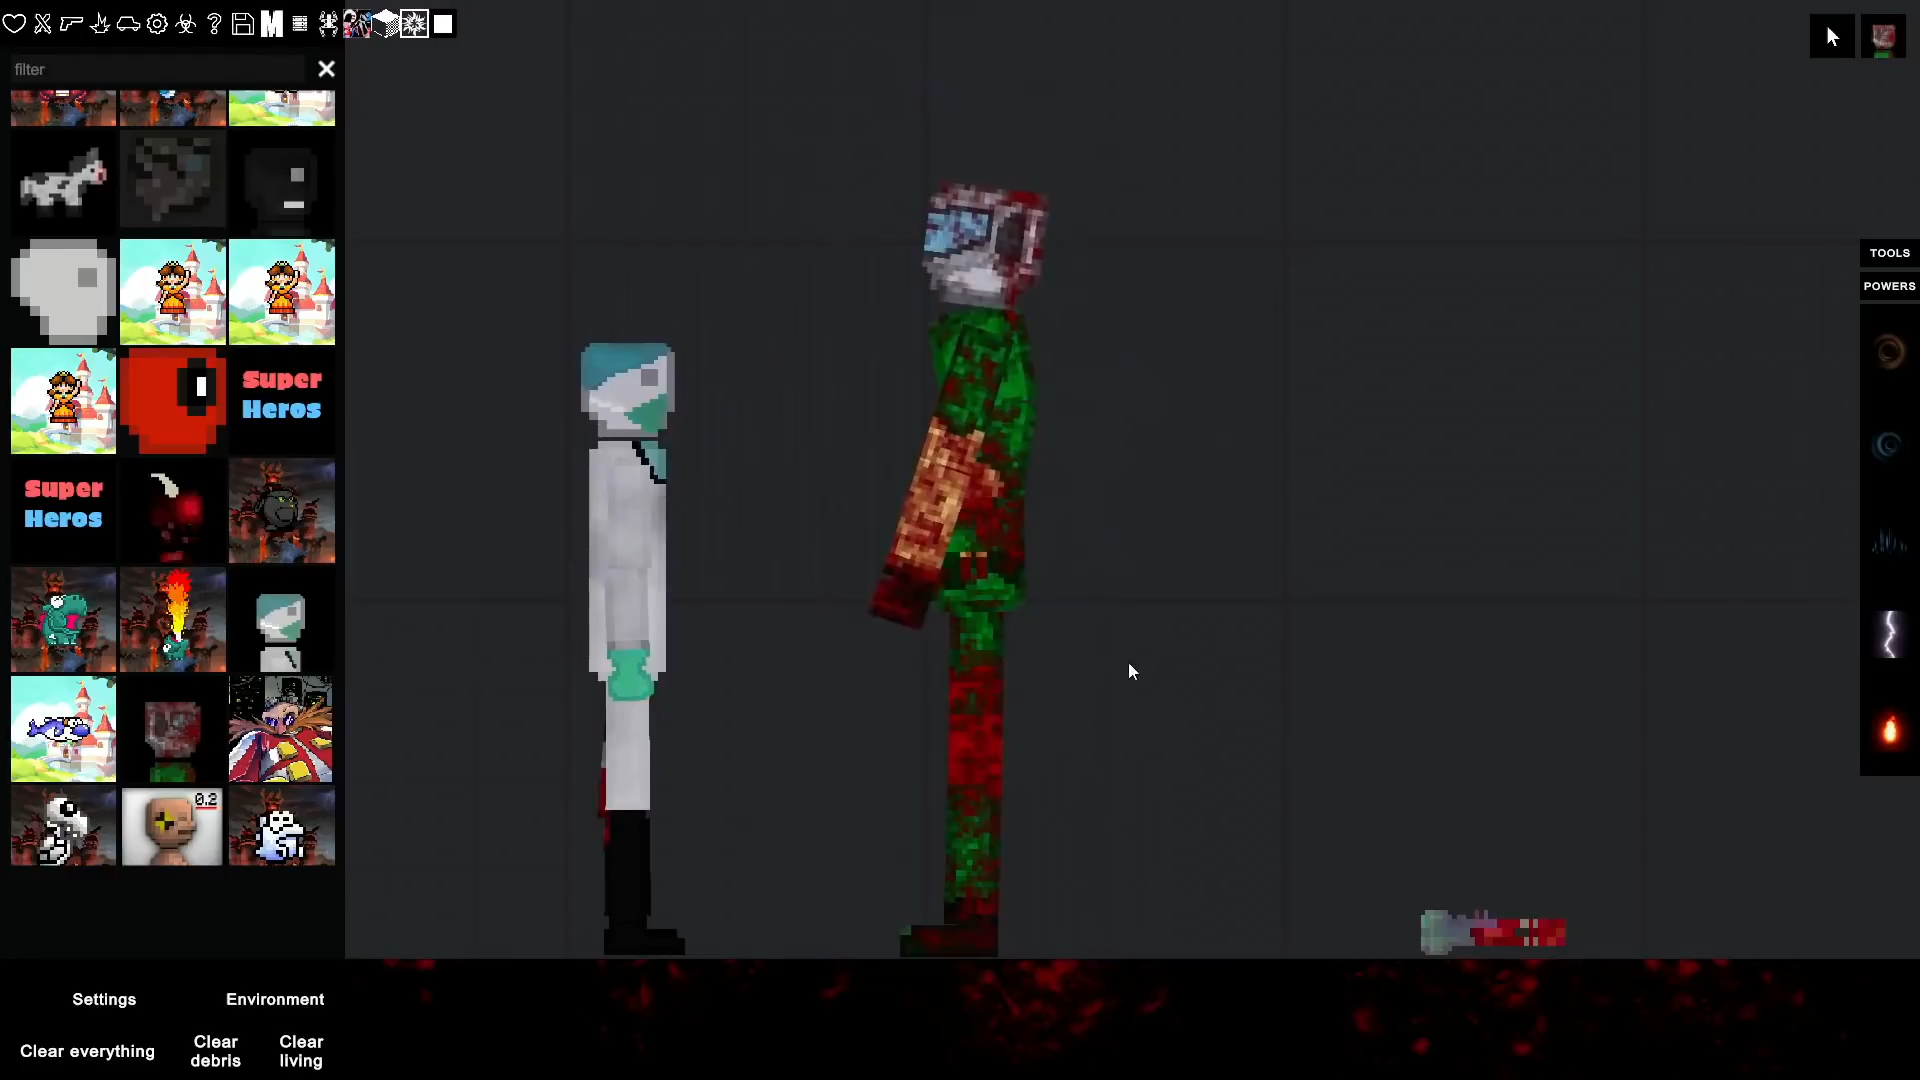 filter
Super
Heros
Super
Heros
0.2
TOOLS
POWERS
Settings
Environment
Clear everything
Clear
debris
Clear
living